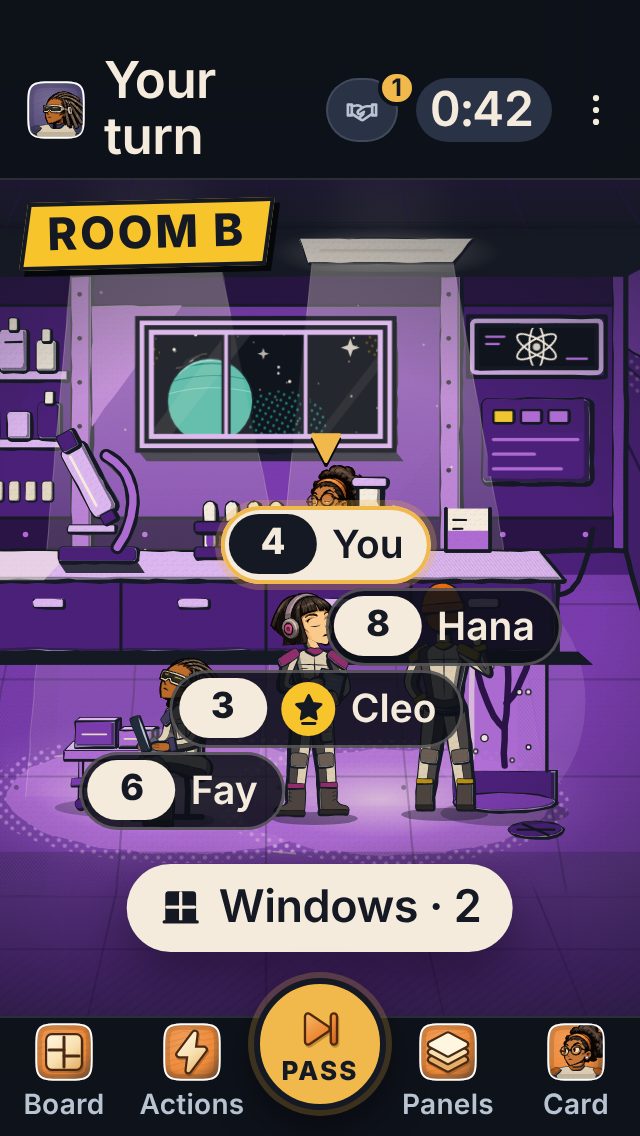 Your
turn
1
0:42
ROOM B
4 You
8 Hana
3 Cleo
6 Fay
Windows · 2
PASS
Board
Actions
Panels
Card